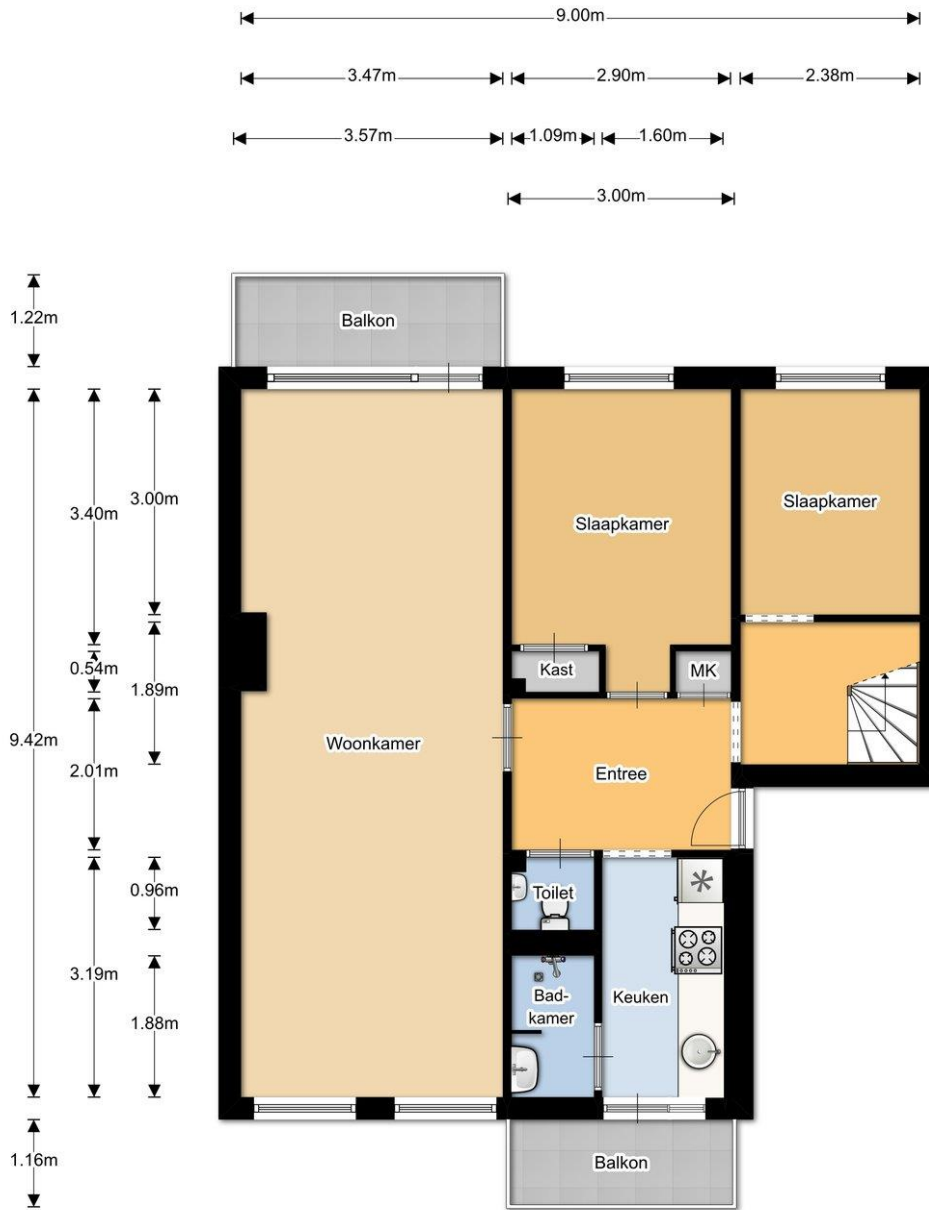 9.00m
3.47m
2.90m
2.38m
3.57m
1.09m
1.60m
3.00m
1.22m
Balkon
3.40m
3.00m
Slaapkamer
Slaapkamer
0.54m
1.89m
Kast
MK
9.42m
2.01m
Woonkamer
Entree
0.96m
Toilet
3.19m
1.88m
Bad-
kamer
Keuken
1.16m
Balkon